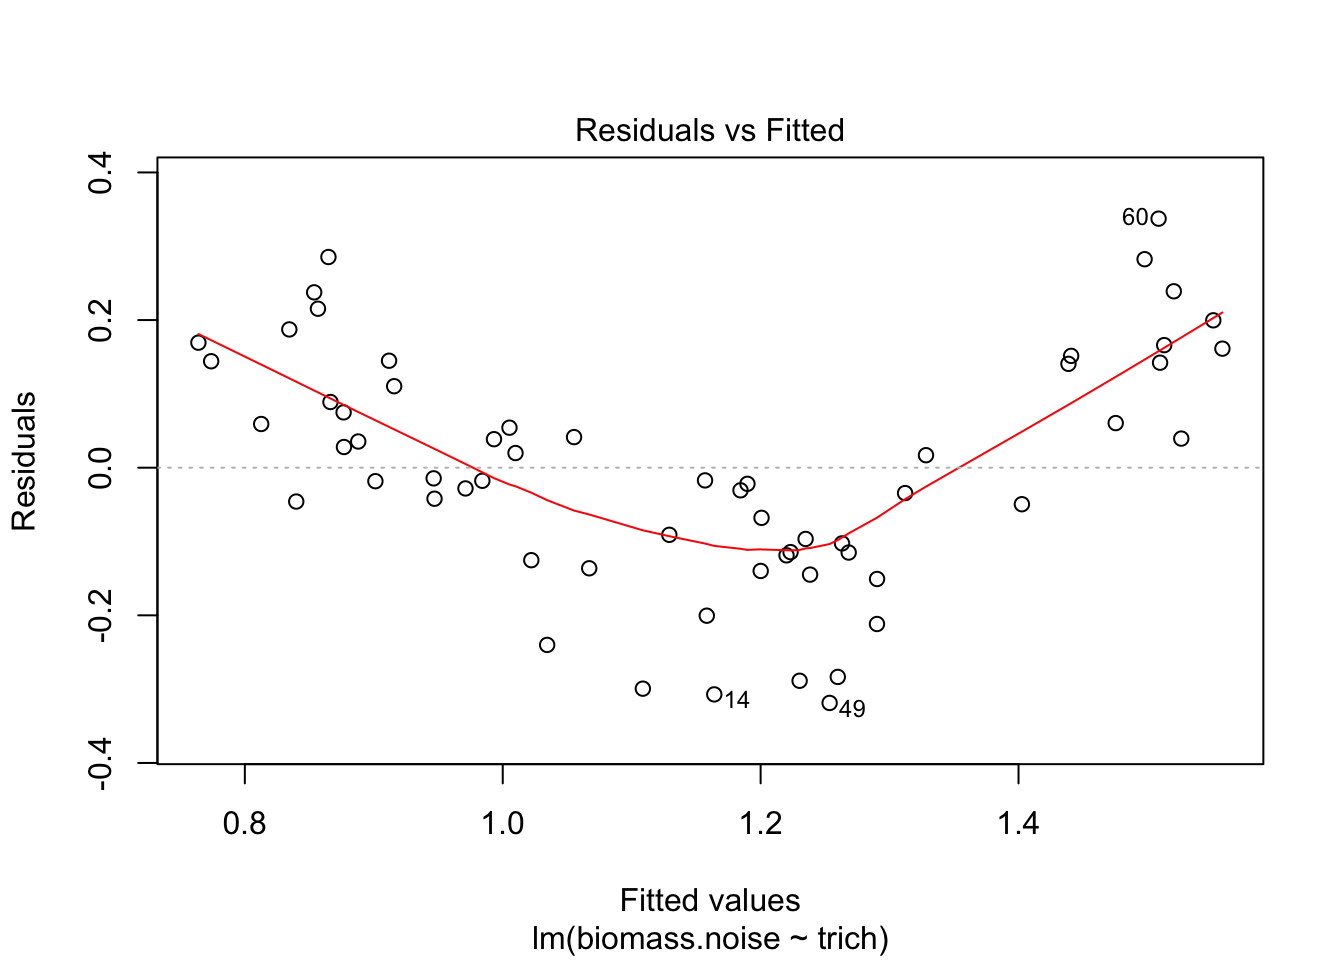 Residuals vs Fitted
Residuals
0.4
0.2
0.0
-0.2
-0.4
60
14
49
0.8 1.0 1.2 1.4
Fitted values
lm(biomass.noise ~ trich)